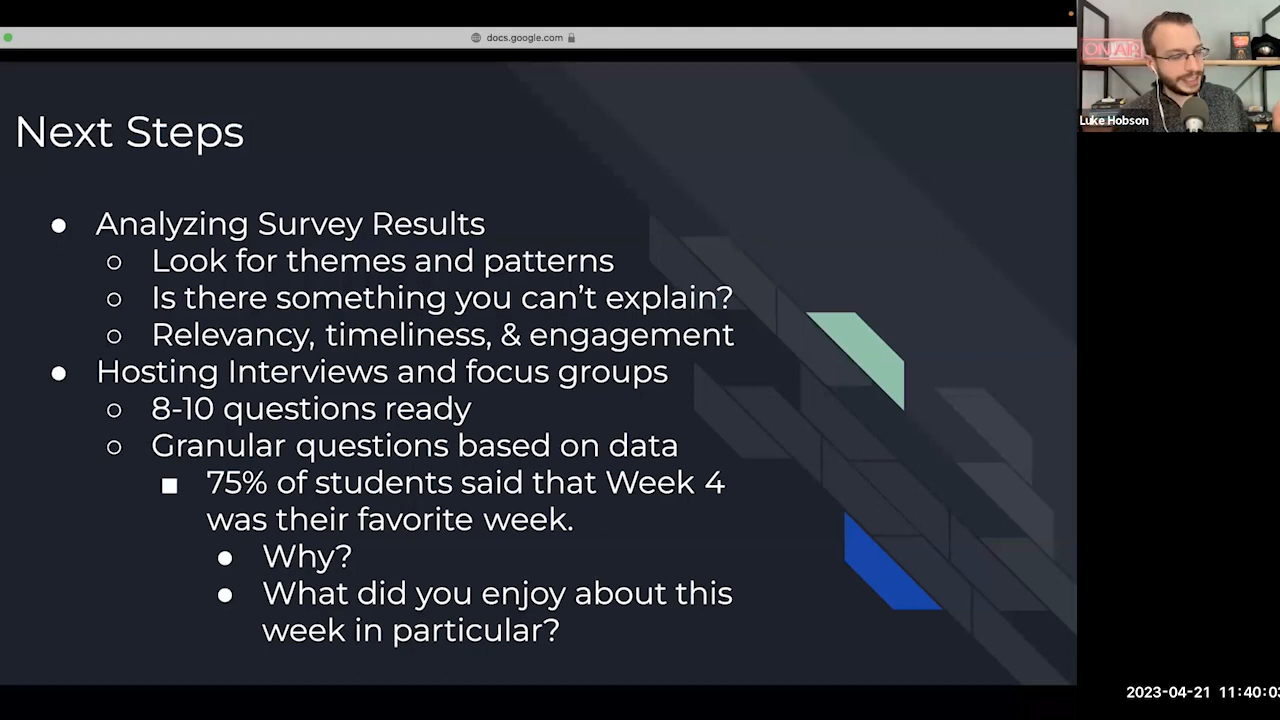 docs.google.com
ON AIR
Luke Hobson
Next Steps
● Analyzing Survey Results
○ Look for themes and patterns
○ Is there something you can’t explain?
○ Relevancy, timeliness, & engagement
● Hosting Interviews and focus groups
○ 8-10 questions ready
○ Granular questions based on data
■ 75% of students said that Week 4
was their favorite week.
● Why?
● What did you enjoy about this
week in particular?
2023-04-21 11:40:03